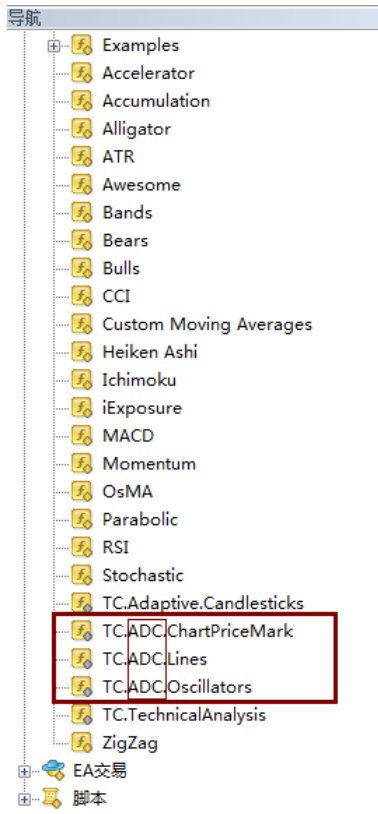 导航
Examples
Accelerator
Accumulation
Alligator
ATR
Awesome
Bands
Bears
Bulls
CCI
Custom Moving Averages
Heiken Ashi
Ichimoku
iExposure
MACD
Momentum
OsMA
Parabolic
RSI
Stochastic
TC.Adaptive.Candlesticks
TC.ADC.ChartPriceMark
TC.ADC.Lines
TC.ADC.Oscillators
TC.TechnicalAnalysis
ZigZag
EA交易
脚本